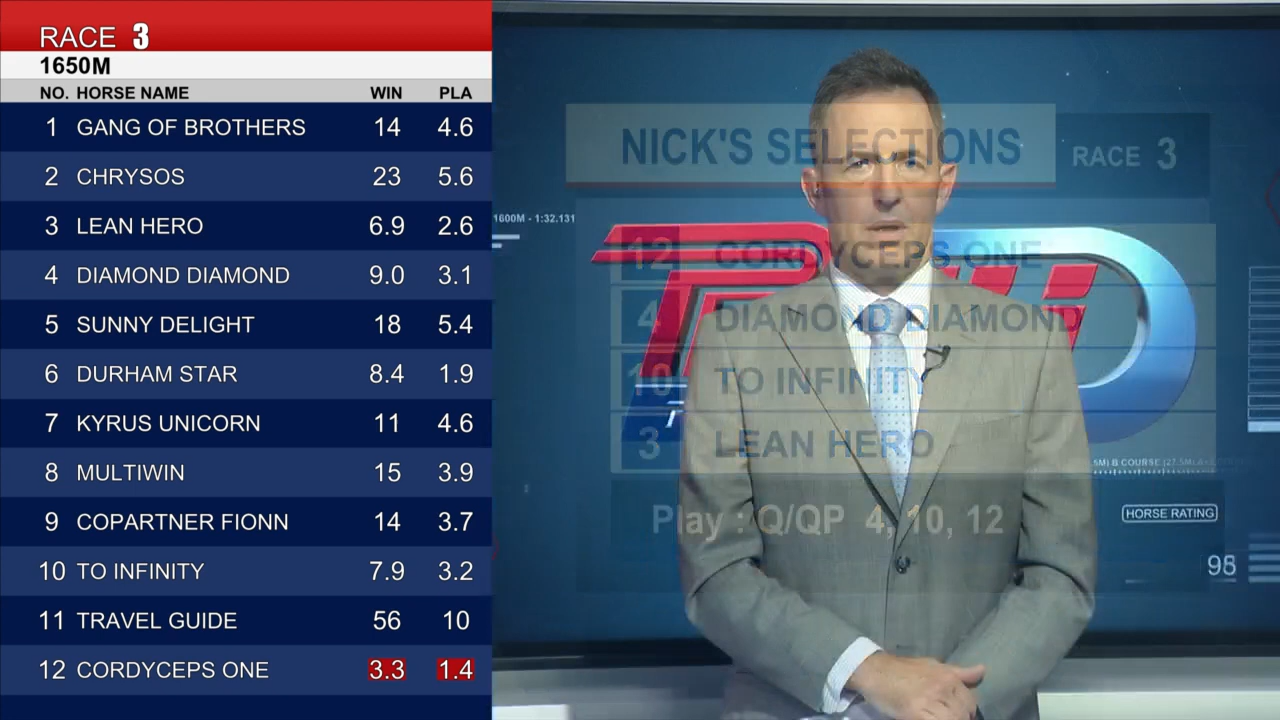 RACE 3
1650M
NO. HORSE NAME WIN PLA
1 GANG OF BROTHERS 14 4.6
2 CHRYSOS 23 5.6
3 LEAN HERO 6.9 2.6
4 DIAMOND DIAMOND 9.0 3.1
5 SUNNY DELIGHT 18 5.4
6 DURHAM STAR 8.4 1.9
7 KYRUS UNICORN 11 4.6
8 MULTIWIN 15 3.9
9 COPARTNER FIONN 14 3.7
10 TO INFINITY 7.9 3.2
11 TRAVEL GUIDE 56 10
12 CORDYCEPS ONE 3.3 1.4
NICK'S SELECTIONS RACE 3
1600M - 1:32.131
12 CORDYCEPS ONE
4 DIAMOND DIAMOND
10 TO INFINITY
3 LEAN HERO
B COURSE
Play : Q/QP 4, 10, 12
HORSE RATING